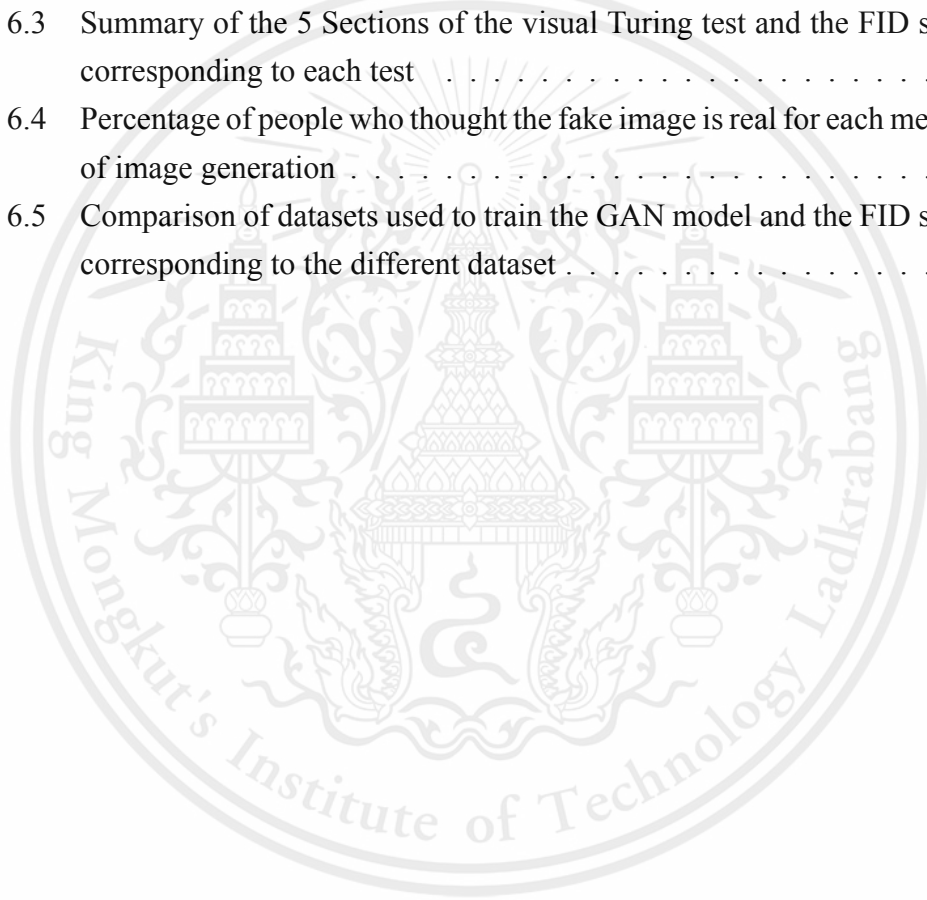 6.3 Summary of the 5 Sections of the visual Turing test and the FID s
corresponding to each test . . . . . . . . . . . . . . . . . . . . . .
6.4 Percentage of people who thought the fake image is real for each me
of image generation . . . . . . . . . . . . . . . . . . . . . . . . . .
6.5 Comparison of datasets used to train the GAN model and the FID s
corresponding to the different dataset . . . . . . . . . . . . . . . .
King Mongkut's Institute of Technology Ladkrabang